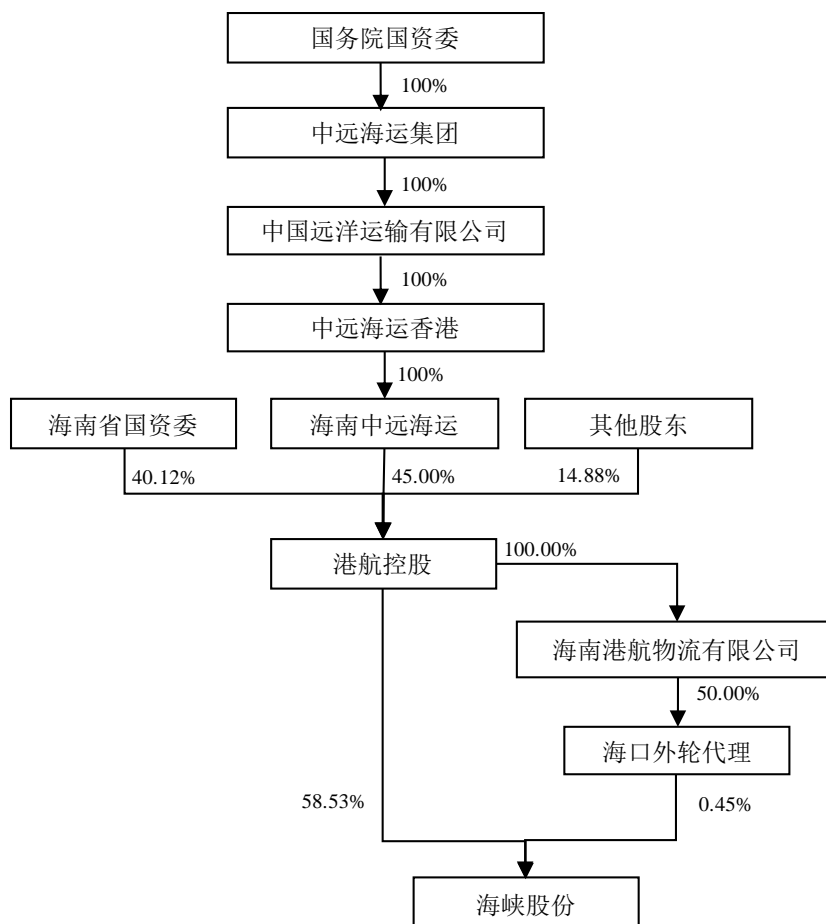 国务院国资委
100%
中远海运集团
100%
中国远洋运输有限公司
100%
中远海运香港
100%
海南省国资委
海南中远海运
其他股东
40.12%
45.00%
14.88%
港航控股
100.00%
海南港航物流有限公司
50.00%
海口外轮代理
58.53%
0.45%
海峡股份